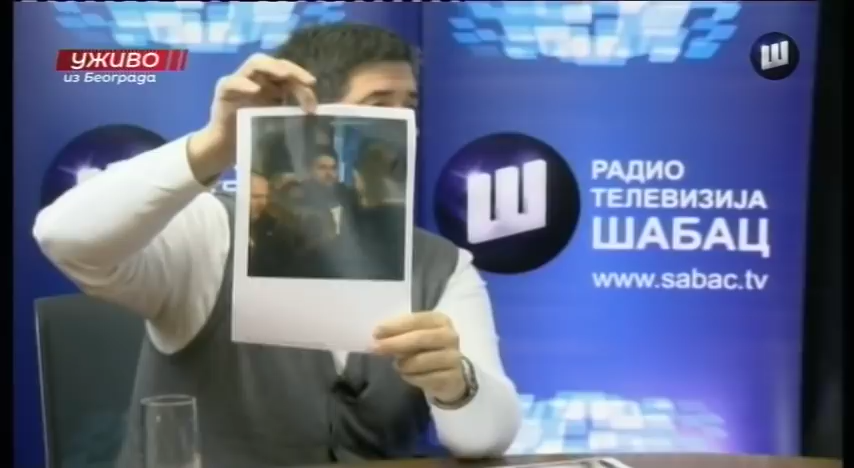 УЖИВО
из Београда
Ш
Ш
РАДИО
ТЕЛЕВИЗИЈА
ШАБАЦ
www.sabac.tv